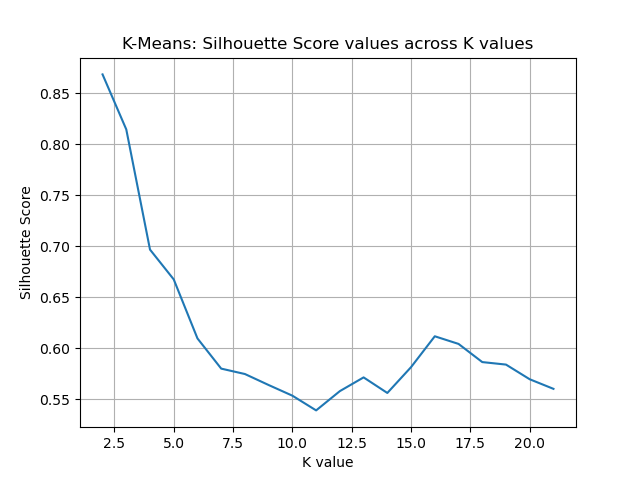 K-Means: Silhouette Score values across K values
0.85
0.80
0.75
0.70
0.65
0.60
0.55
Silhouette Score
2.5 5.0 7.5 10.0 12.5 15.0 17.5 20.0
K value